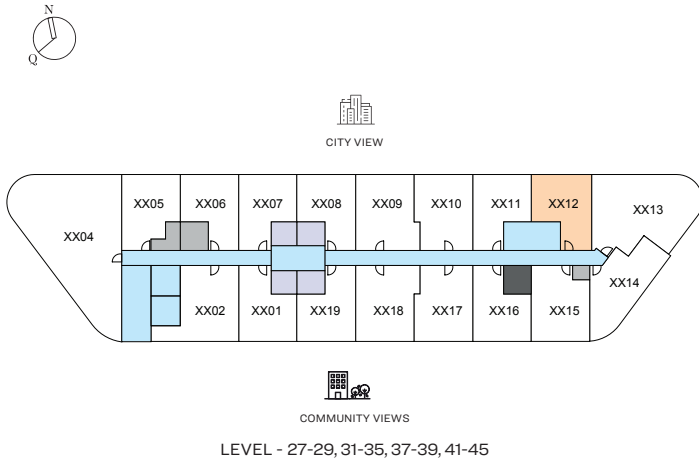 N
Q
CITY VIEW
XX05 XX06 XX07 XX08 XX09 XX10 XX11 XX12 XX13
XX04
XX14
XX02 XX01 XX19 XX18 XX17 XX16 XX15
COMMUNITY VIEWS
LEVEL - 27-29, 31-35, 37-39, 41-45